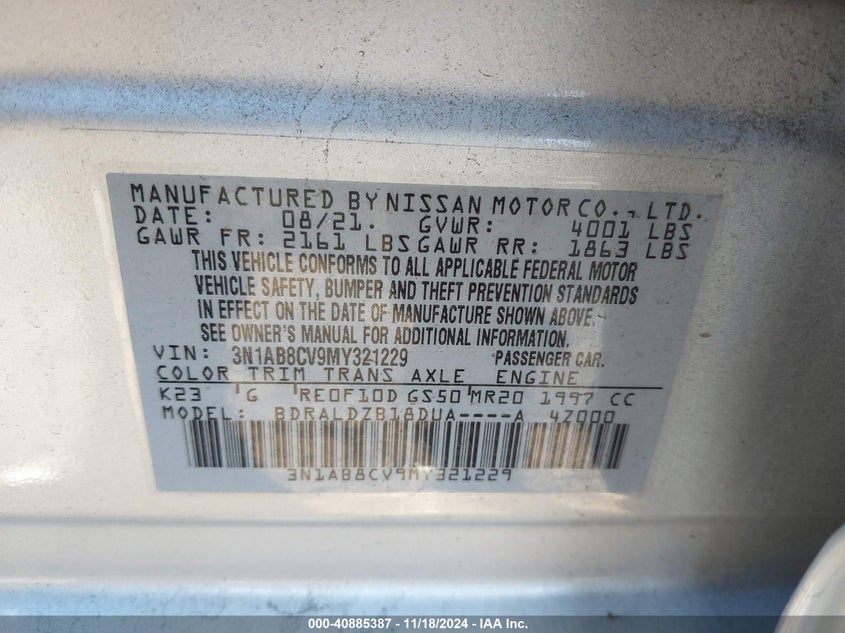 MANUFACTURED BY NISSAN MOTOR CO., LTD.
DATE: 08/21. GVWR: 4001 LBS
GAWR FR: 2161 LBS GAWR RR: 1863 LBS
THIS VEHICLE CONFORMS TO ALL APPLICABLE FEDERAL MOTOR
VEHICLE SAFETY, BUMPER AND THEFT PREVENTION STANDARDS
IN EFFECT ON THE DATE OF MANUFACTURE SHOWN ABOVE.
SEE OWNER'S MANUAL FOR ADDITIONAL INFORMATION.
VIN: 3N1AB8CV9MY321229 PASSENGER CAR.
COLOR TRIM TRANS AXLE ENGINE
K23 G RE0F10D GS50 MR20 1997 CC
MODEL: BDRALDZB18DUA----A 4Z000
3N1AB8CV9MY321229
000-40885387 - 11/18/2024 - IAA Inc.